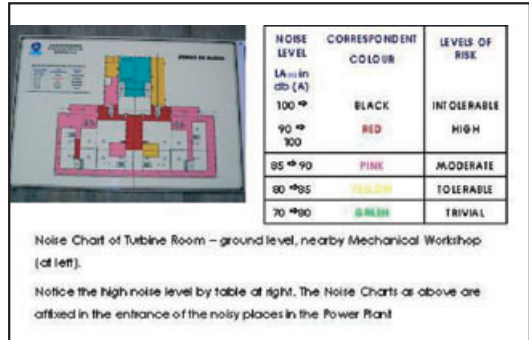 NOISE LEVEL
CORRESPONDENT COLOUR
LEVELS OF RISK
in db (A)
100 ➾ BLACK INTOLERABLE
90 ➾ 100 RED HIGH
85 ➾ 90 PINK MODERATE
80 ➾ 85 YELLOW TOLERABLE
70 ➾ 80 GREEN TRIVIAL
Noise Chart of Turbine Room – ground level, nearby Mechanical Workshop
(at left).
Notice the high noise level by table at right. The Noise Charts as above are
affixed in the entrance of the noisy places in the Power Plant